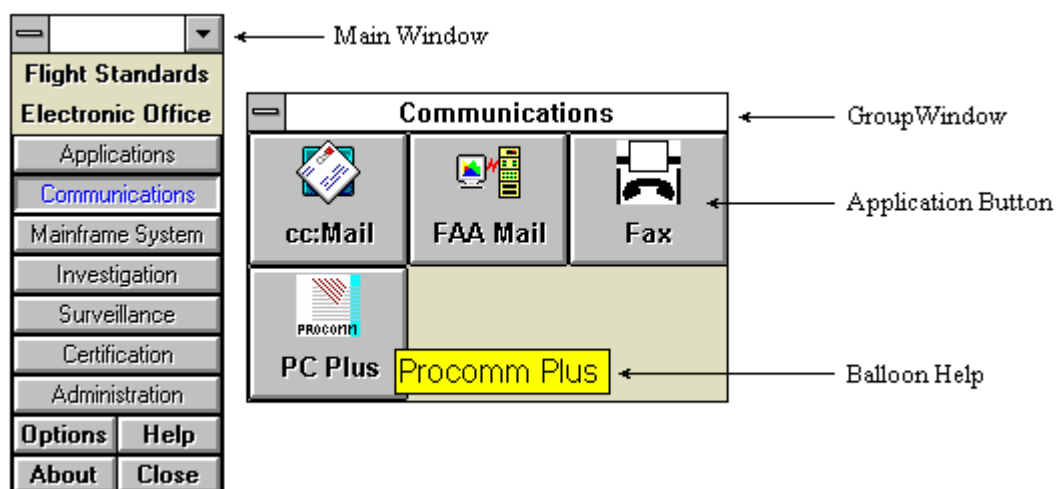 Main Window
Flight Standards
Electronic Office
Applications
Communications
Mainframe System
Investigation
Surveillance
Certification
Administration
Options Help
About Close
Communications
GroupWindow
cc:Mail FAA Mail Fax
Application Button
PROCOMM
PC Plus
Procomm Plus
Balloon Help